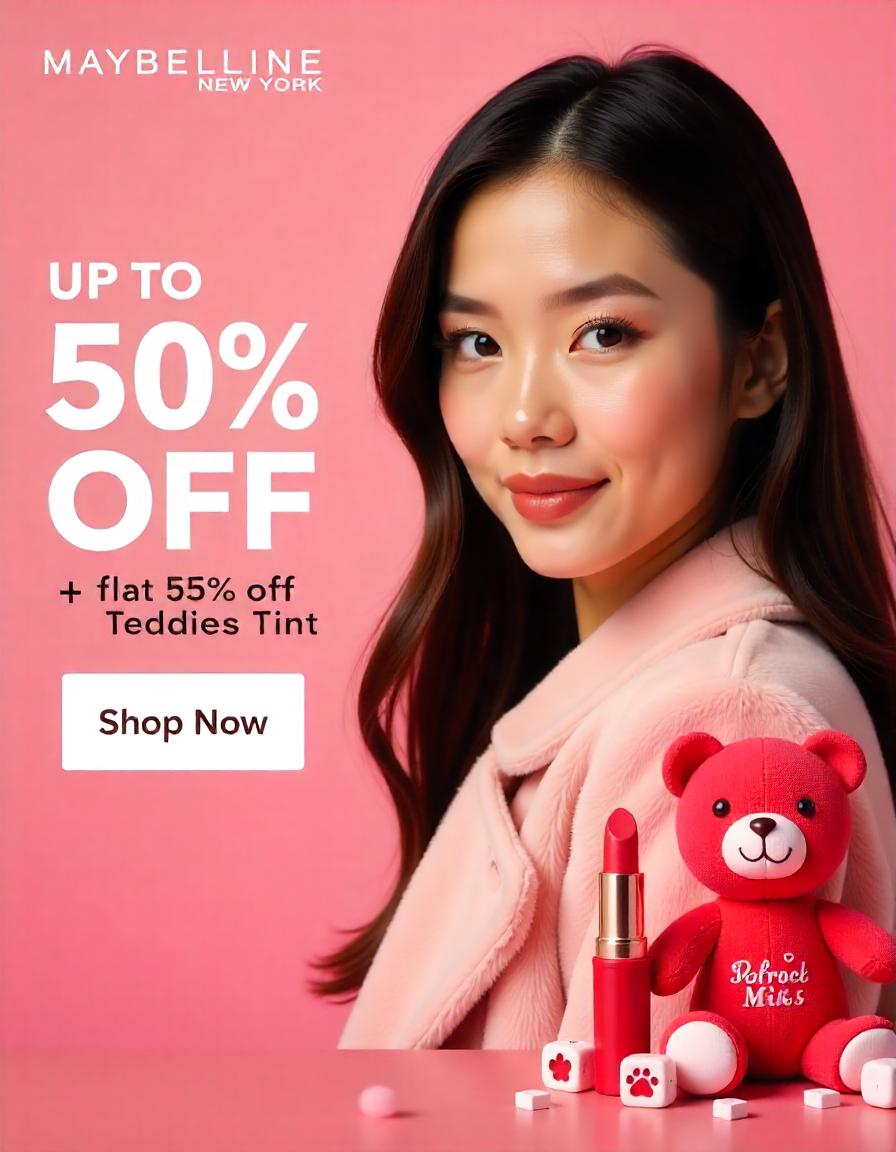 MAYBELLINE
NEW YORK
UP TO
50%
OFF
+ flat 55% off
Teddies Tint
Shop Now